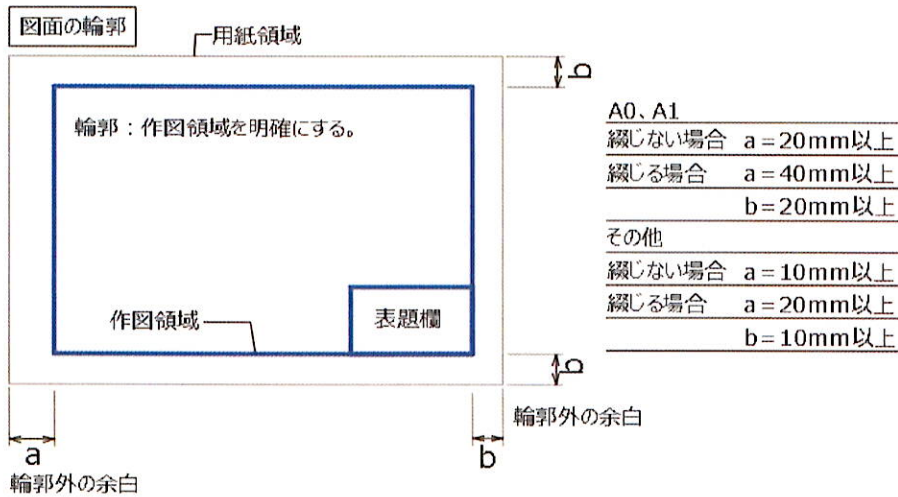 図面の輪郭
用紙領域
b
輪郭：作図領域を明確にする。
A0、A1
綴じない場合 a＝20mm以上
綴じる場合 a＝40mm以上
b＝20mm以上
その他
綴じない場合 a＝10mm以上
綴じる場合 a＝20mm以上
b＝10mm以上
作図領域
表題欄
b
輪郭外の余白
a
b
輪郭外の余白